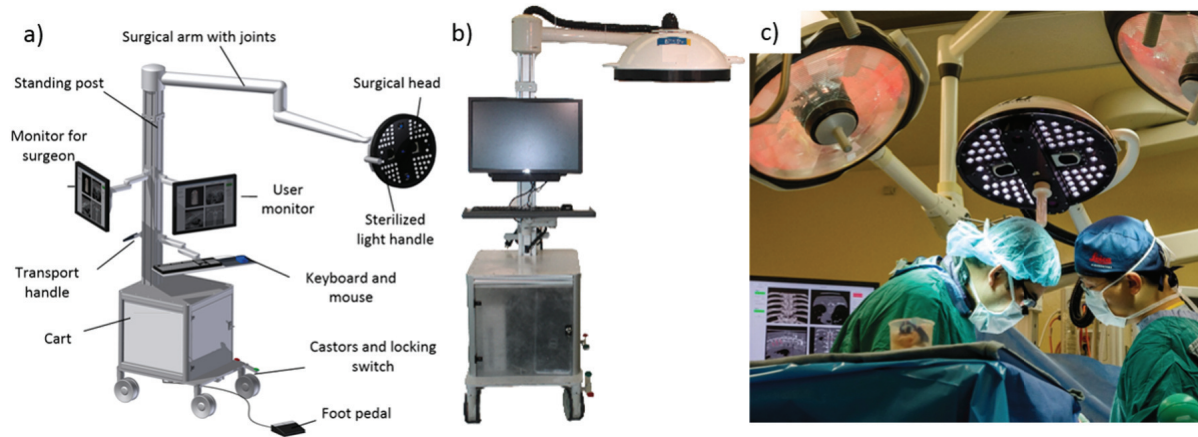 a)
Surgical arm with joints
Standing post
Surgical head
Monitor for
surgeon
User
monitor
Sterilized
light handle
Transport
handle
Keyboard and
mouse
Cart
Castors and locking
switch
Foot pedal
b)
c)